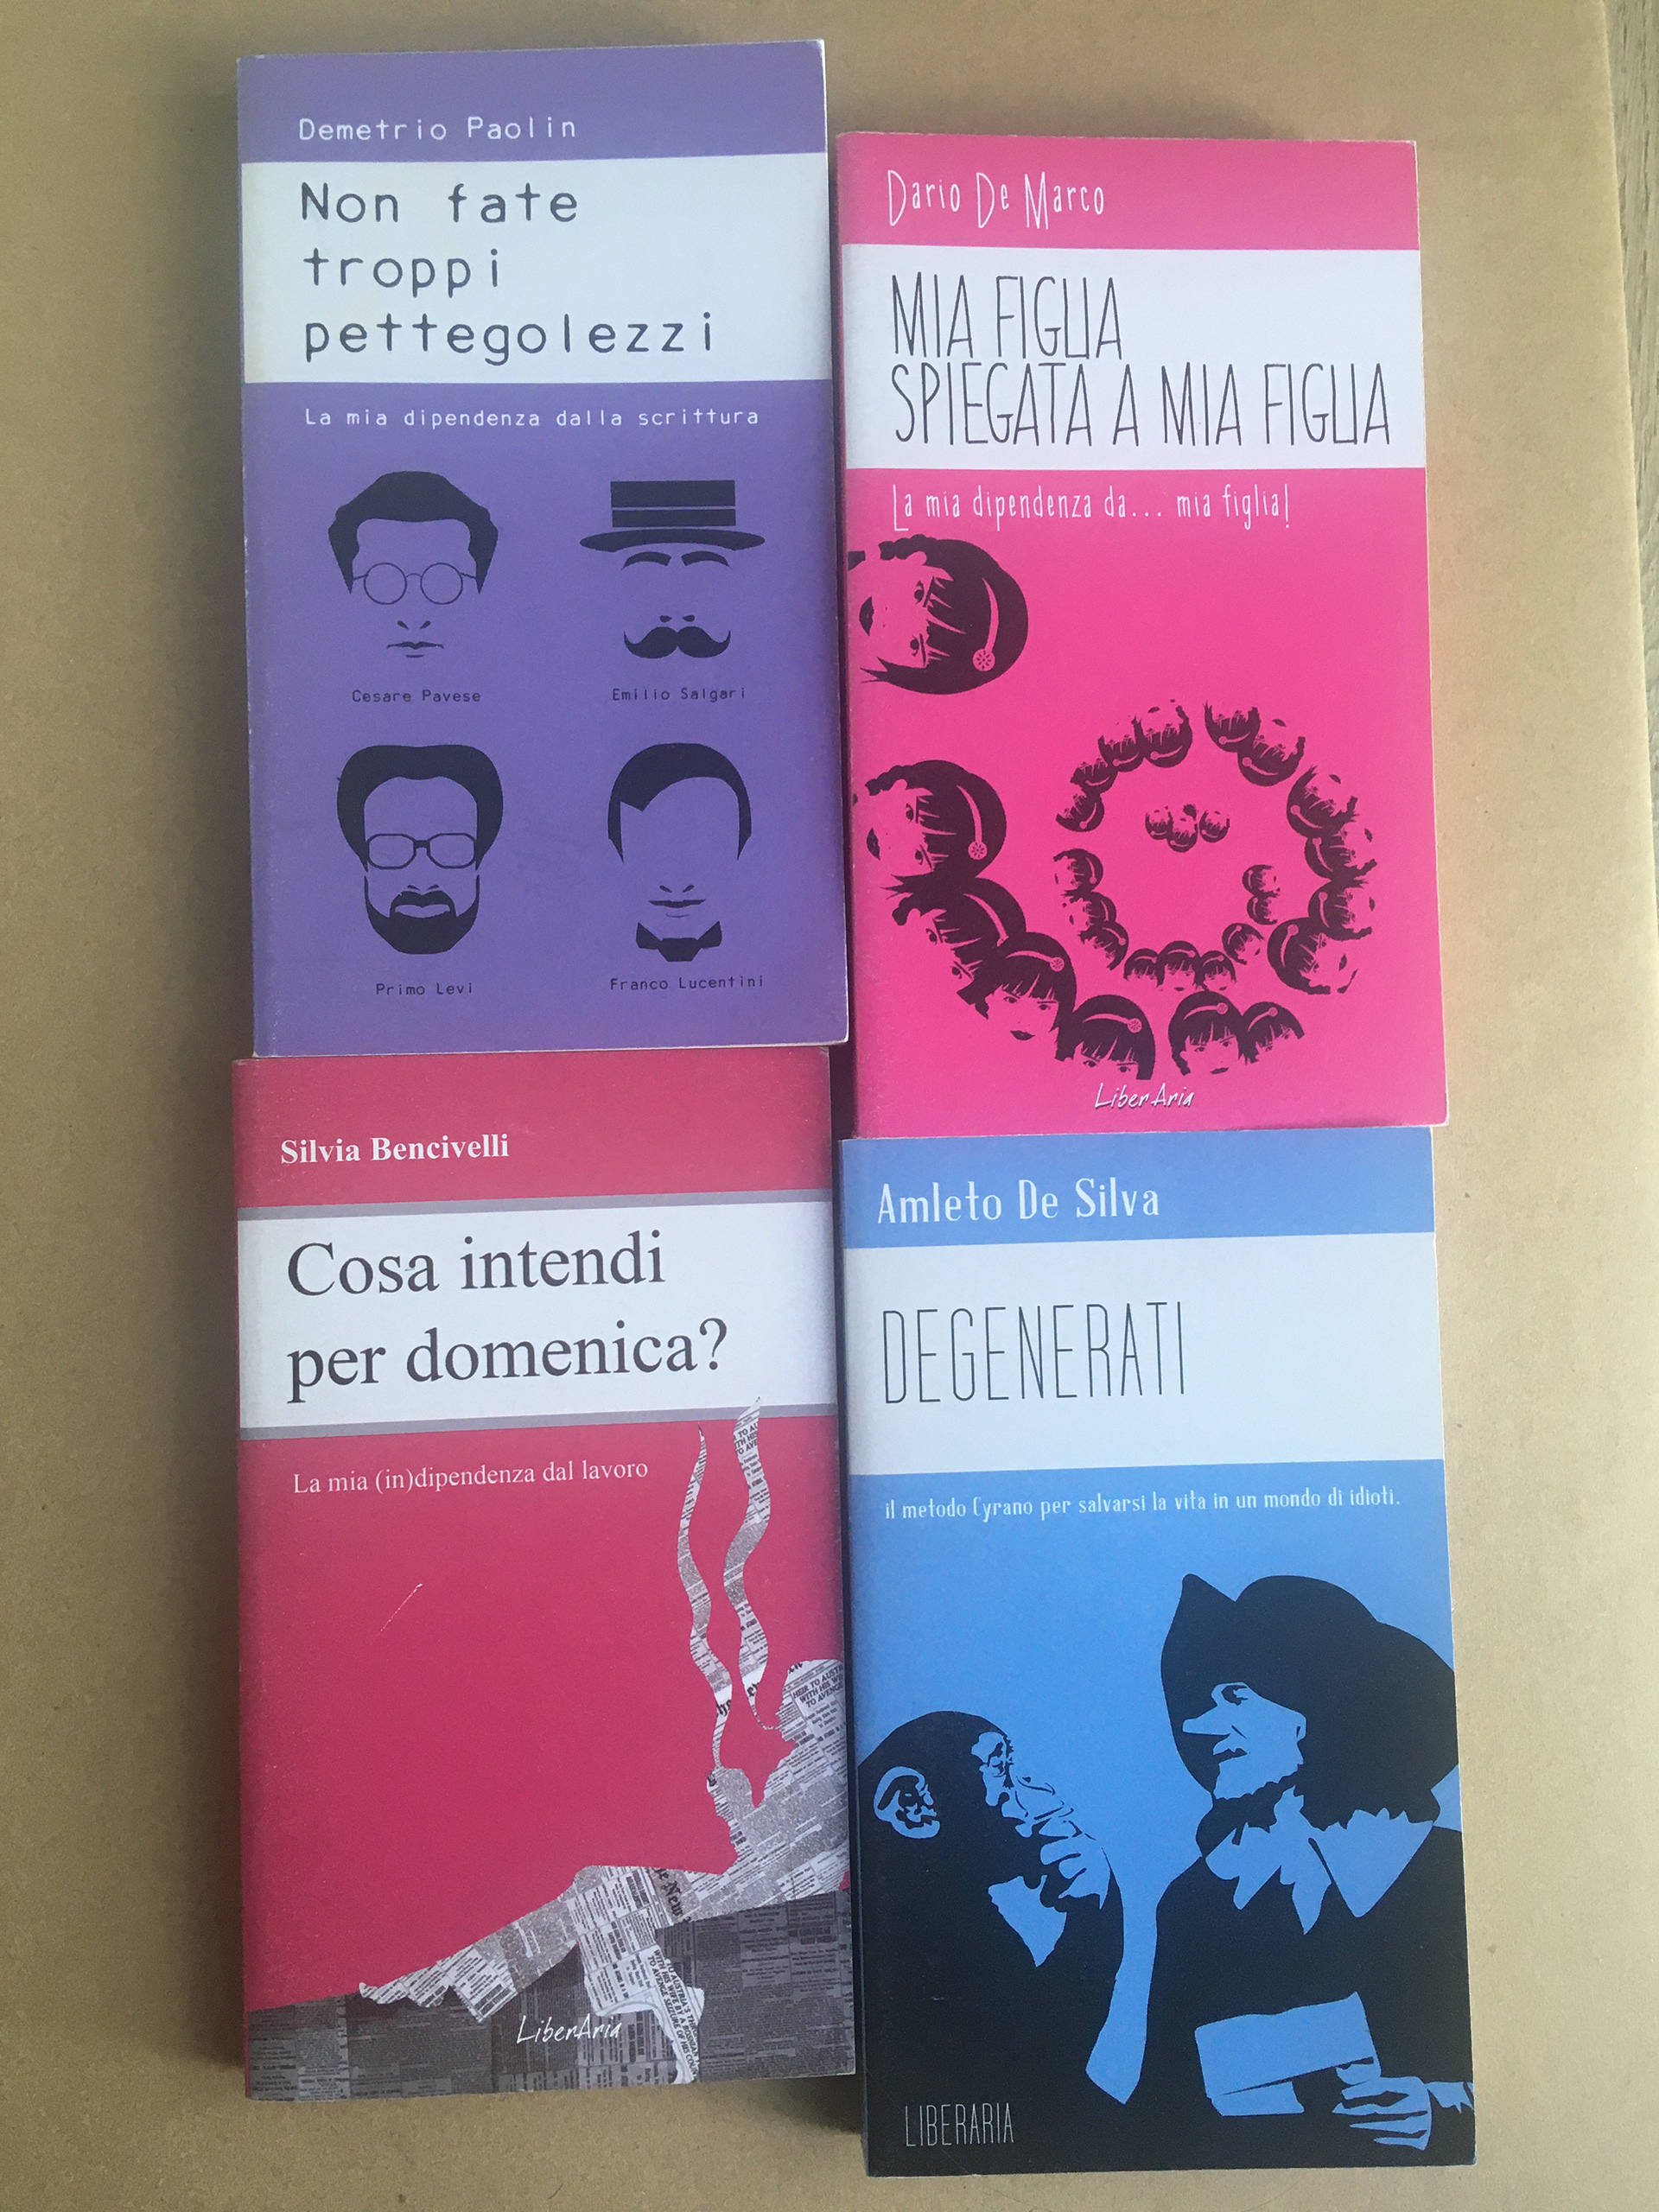 Demetrio Paolin
Non fate
troppi
pettegolezzi
La mia dipendenza dalla scrittura
Cesare Pavese
Emilio Salgari
Primo Levi
Franco Lucentini
Dario De Marco
MIA FIGLIA
SPIEGATA A MIA FIGLIA
La mia dipendenza da... mia figlia!
LiberAria
Silvia Bencivelli
Cosa intendi
per domenica?
La mia (in)dipendenza dal lavoro
LiberAria
Amleto De Silva
DEGENERATI
il metodo Cyrano per salvarsi la vita in un mondo di idioti.
LIBERARIA